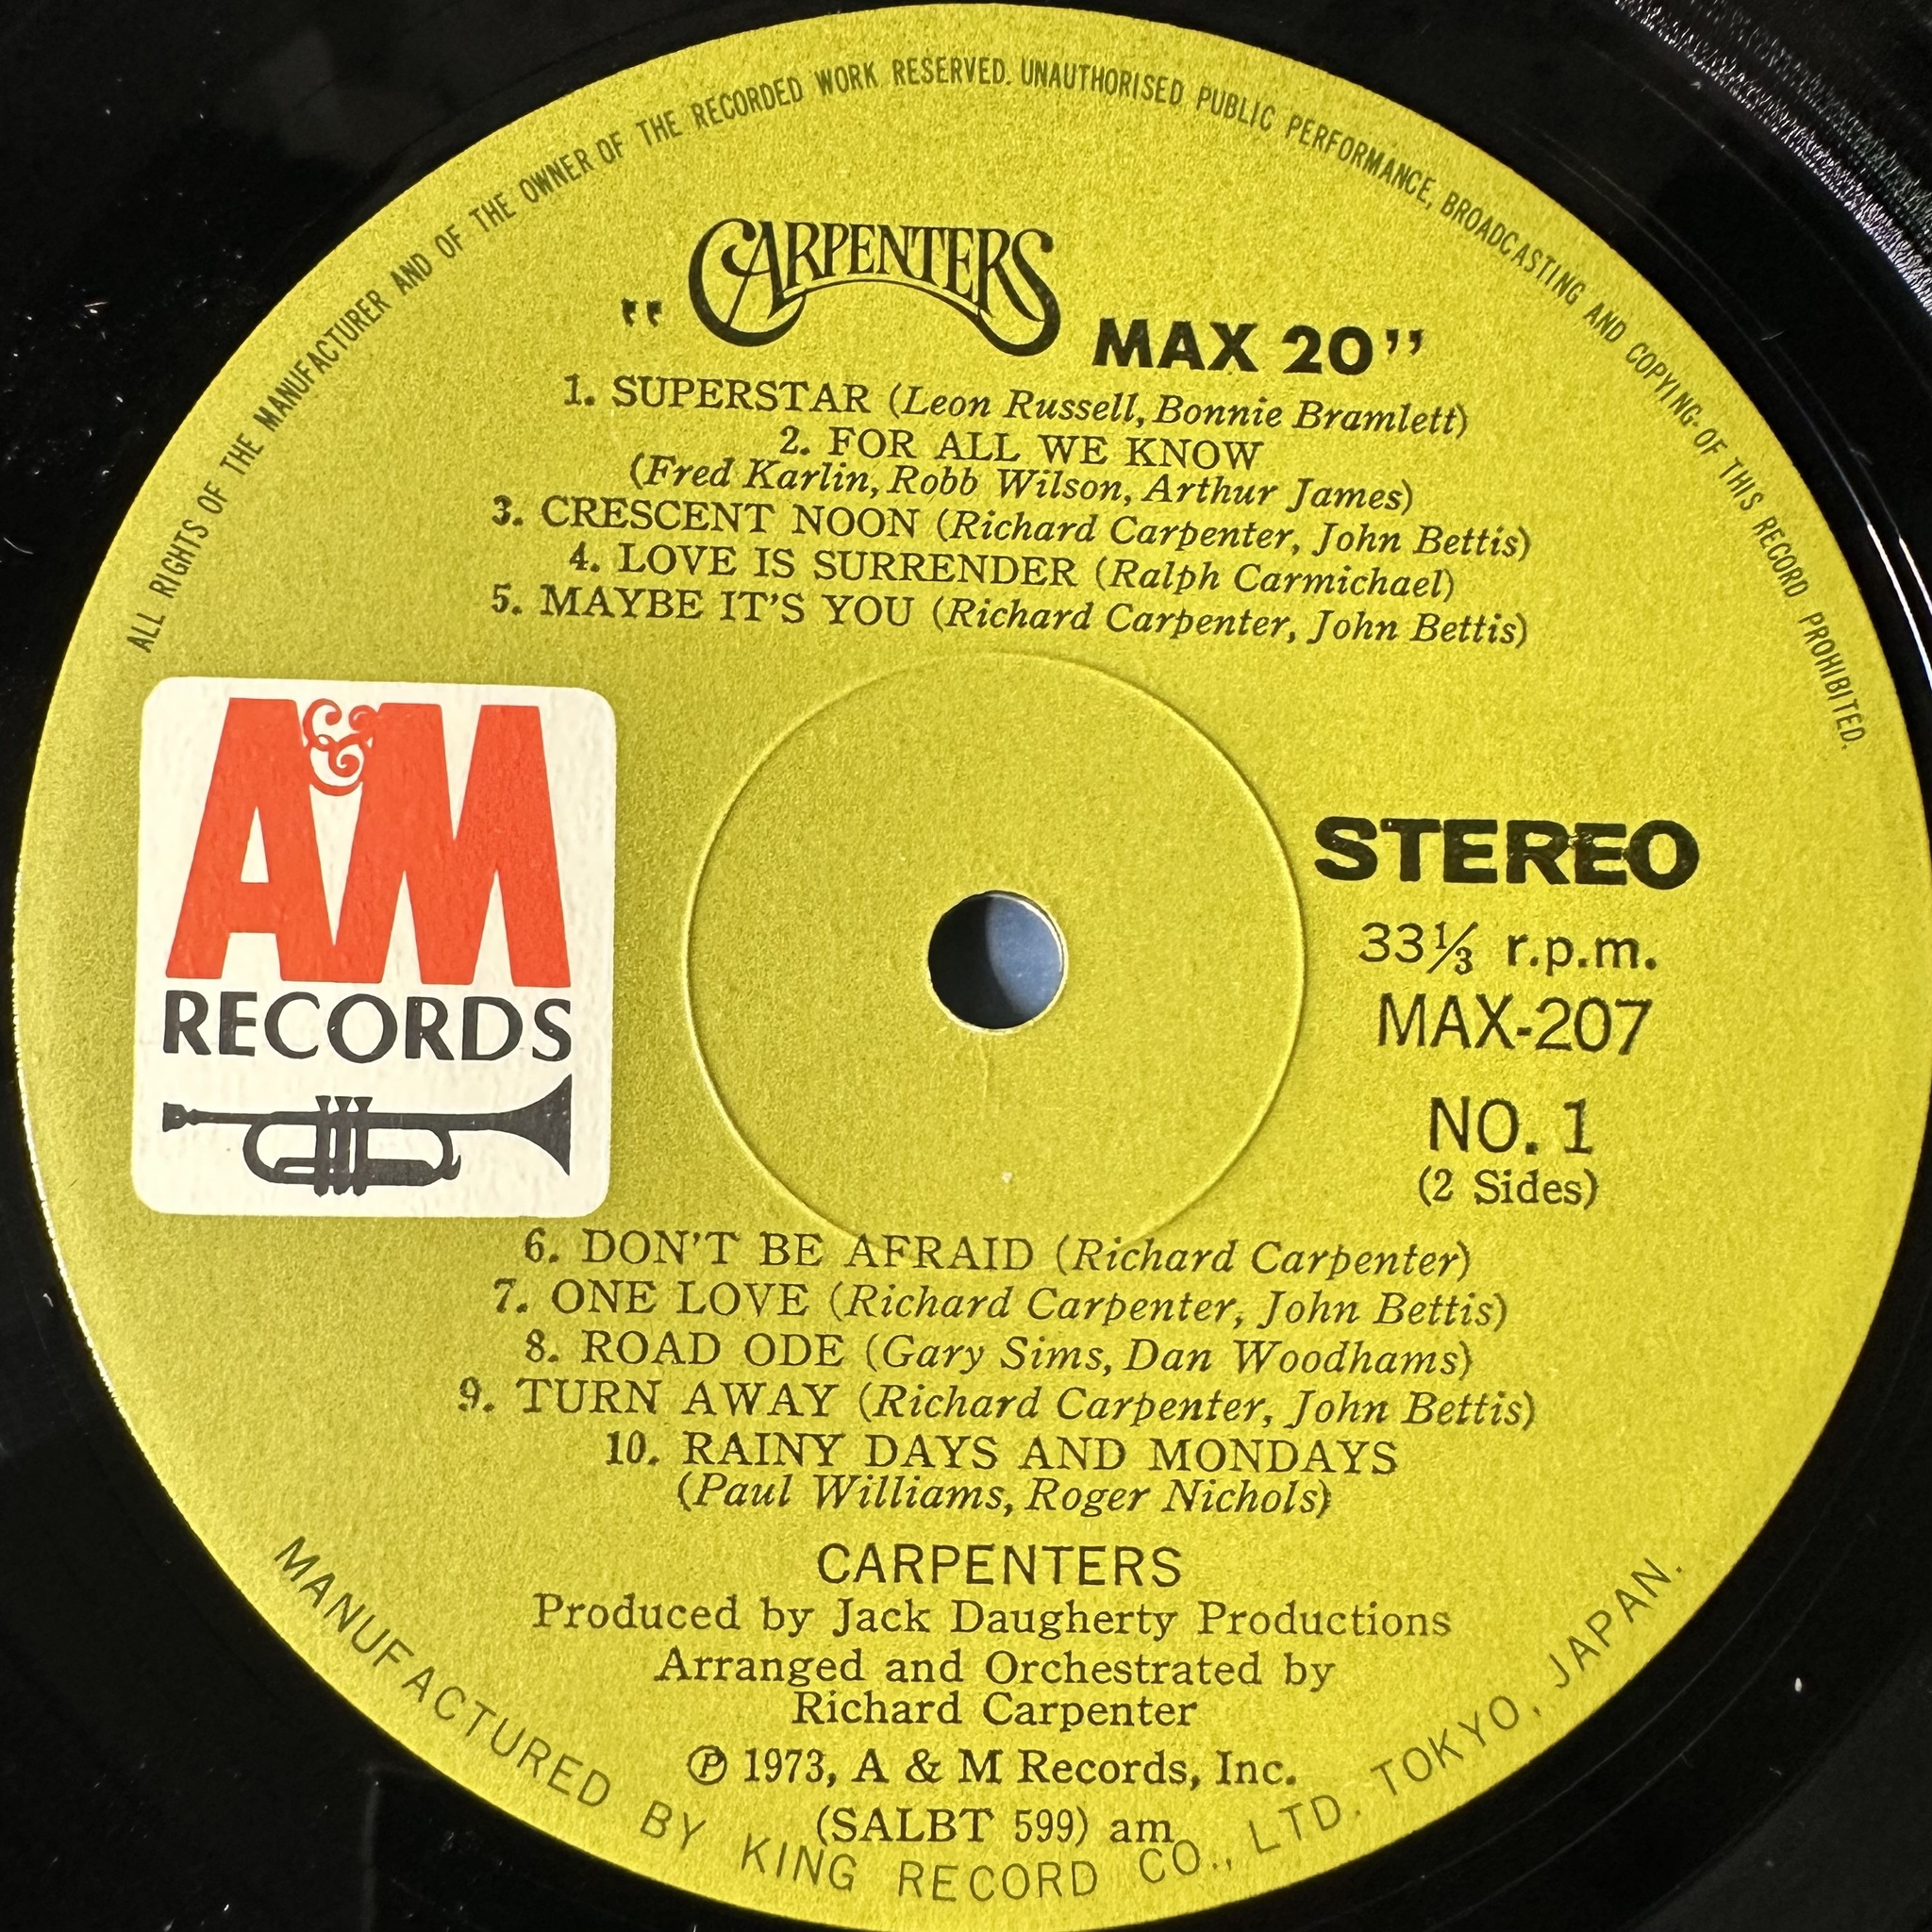 ALL RIGHTS OF THE MANUFACTURER AND OF THE OWNER OF THE RECORDED WORK RESERVED. UNAUTHORISED PUBLIC PERFORMANCE, BROADCASTING AND COPYING OF THIS RECORD PROHIBITED.
"CARPENTERS MAX 20"
1. SUPERSTAR (Leon Russell, Bonnie Bramlett)
2. FOR ALL WE KNOW
(Fred Karlin, Robb Wilson, Arthur James)
3. CRESCENT NOON (Richard Carpenter, John Bettis)
4. LOVE IS SURRENDER (Ralph Carmichael)
5. MAYBE IT'S YOU (Richard Carpenter, John Bettis)
A&M
RECORDS
STEREO
33⅓ r.p.m.
MAX-207
NO. 1
(2 Sides)
6. DON'T BE AFRAID (Richard Carpenter)
7. ONE LOVE (Richard Carpenter, John Bettis)
8. ROAD ODE (Gary Sims, Dan Woodhams)
9. TURN AWAY (Richard Carpenter, John Bettis)
10. RAINY DAYS AND MONDAYS
(Paul Williams, Roger Nichols)
CARPENTERS
Produced by Jack Daugherty Productions
Arranged and Orchestrated by
Richard Carpenter
℗ 1973, A & M Records, Inc.
(SALBT 599) am
MANUFACTURED BY KING RECORD CO., LTD. TOKYO, JAPAN.